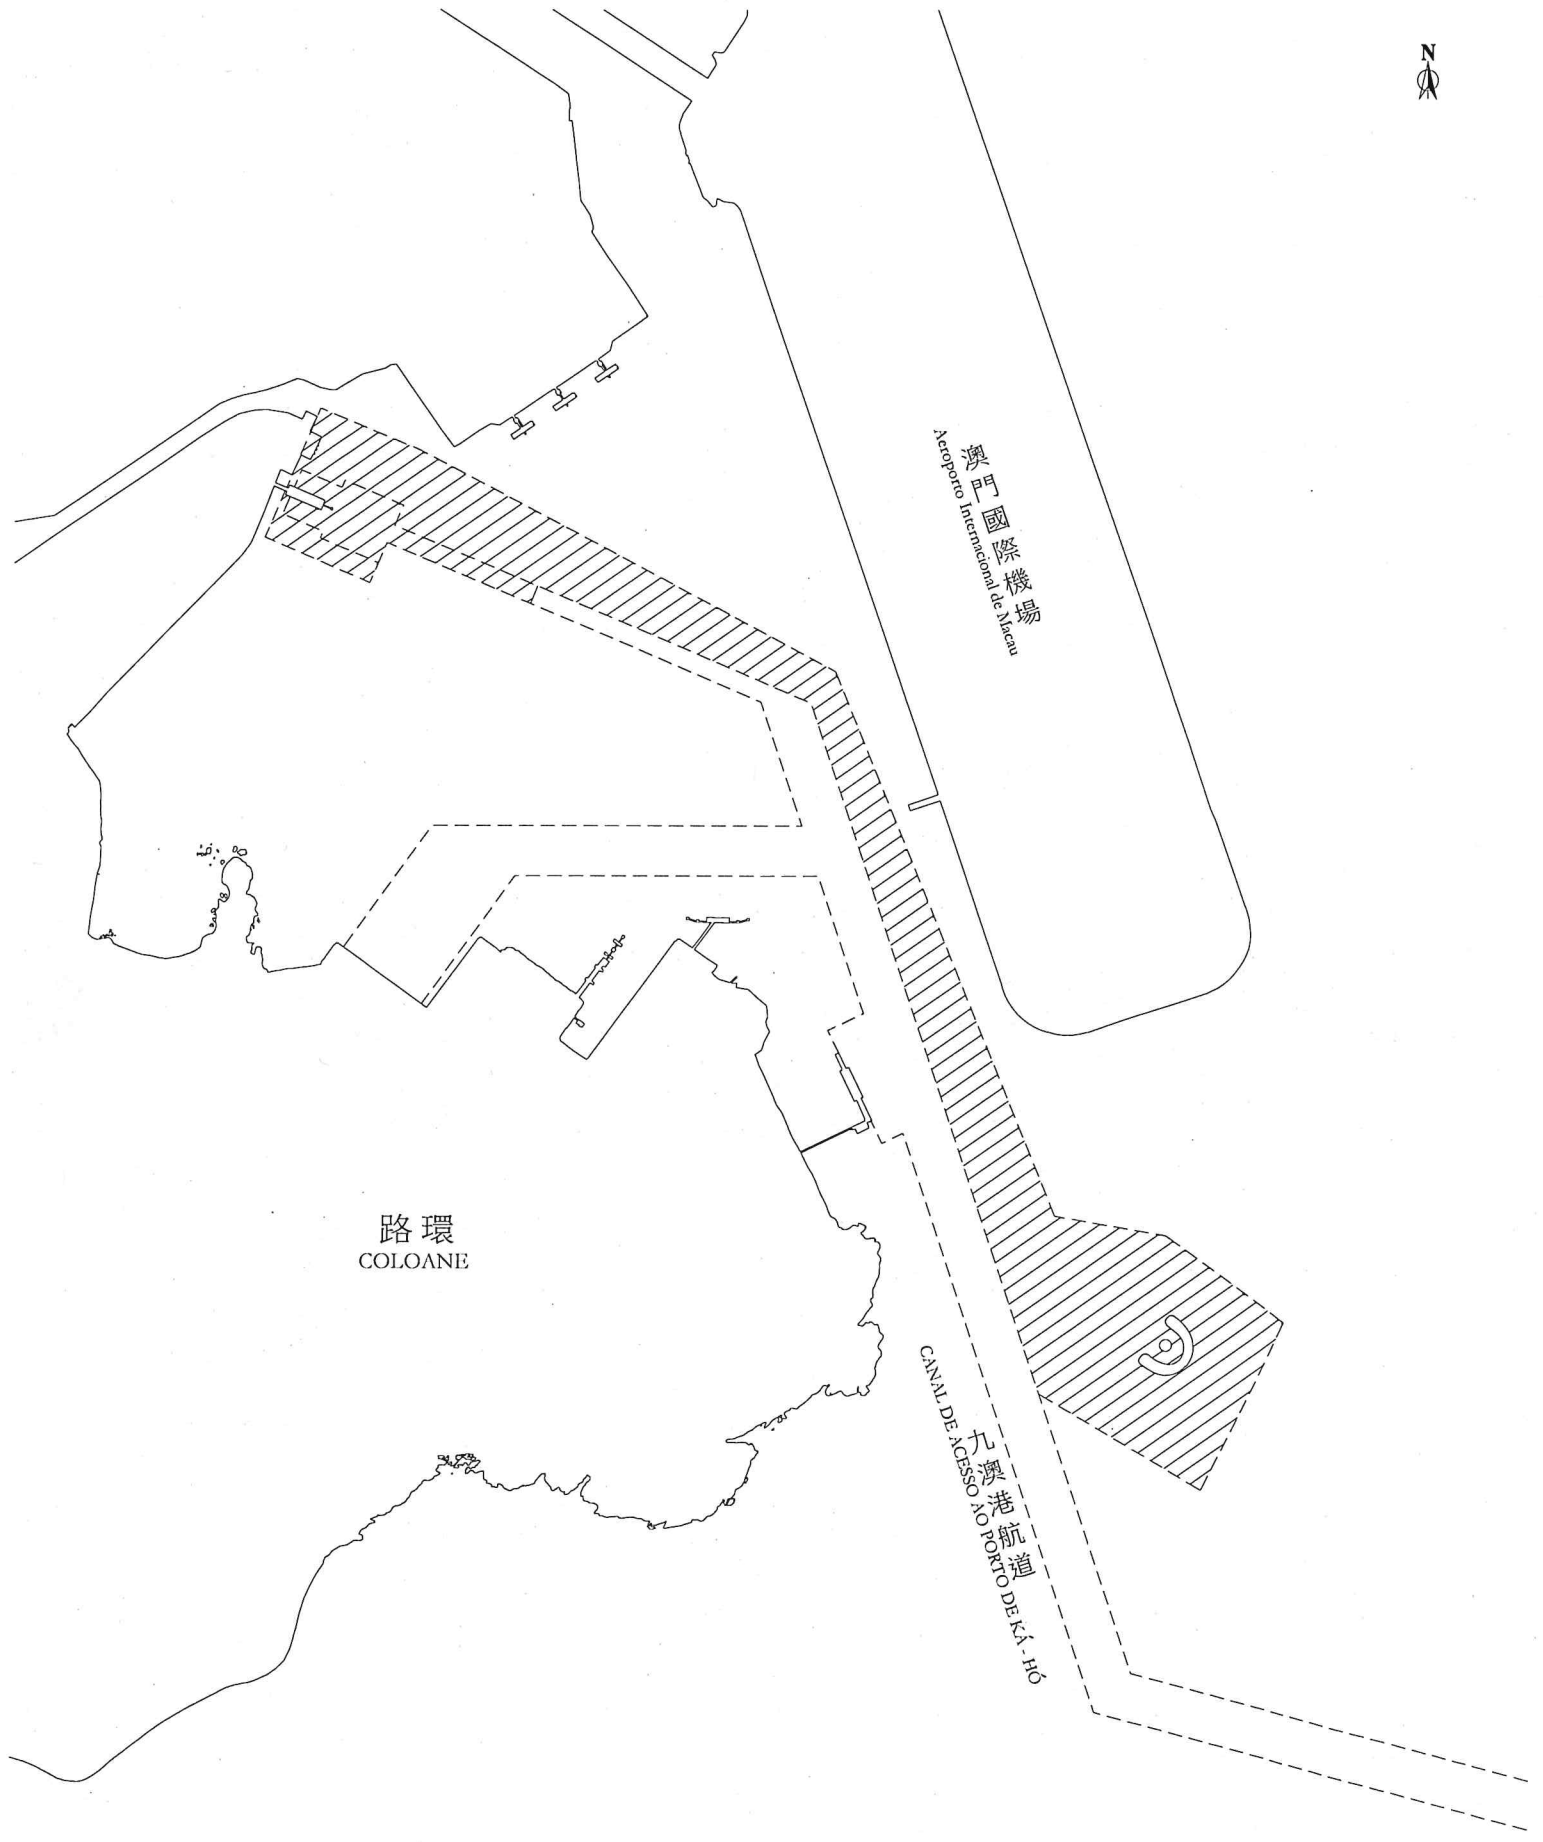 N
澳門國際機場
Aeroporto Internacional de Macau
路環
COLOANE
九澳港航道
CANAL DE ACESSO AO PORTO DE KÁ-HÓ